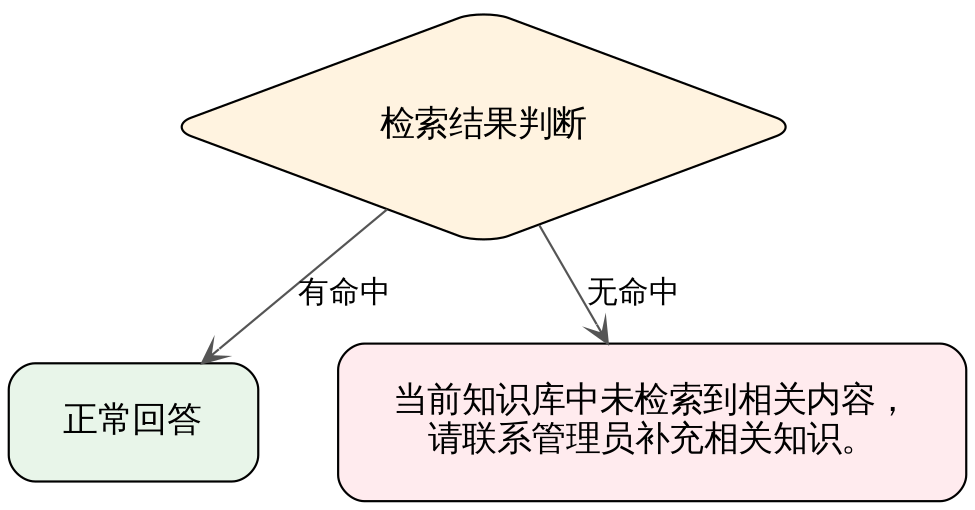 检索结果判断
有命中
无命中
正常回答
当前知识库中未检索到相关内容，
请联系管理员补充相关知识。